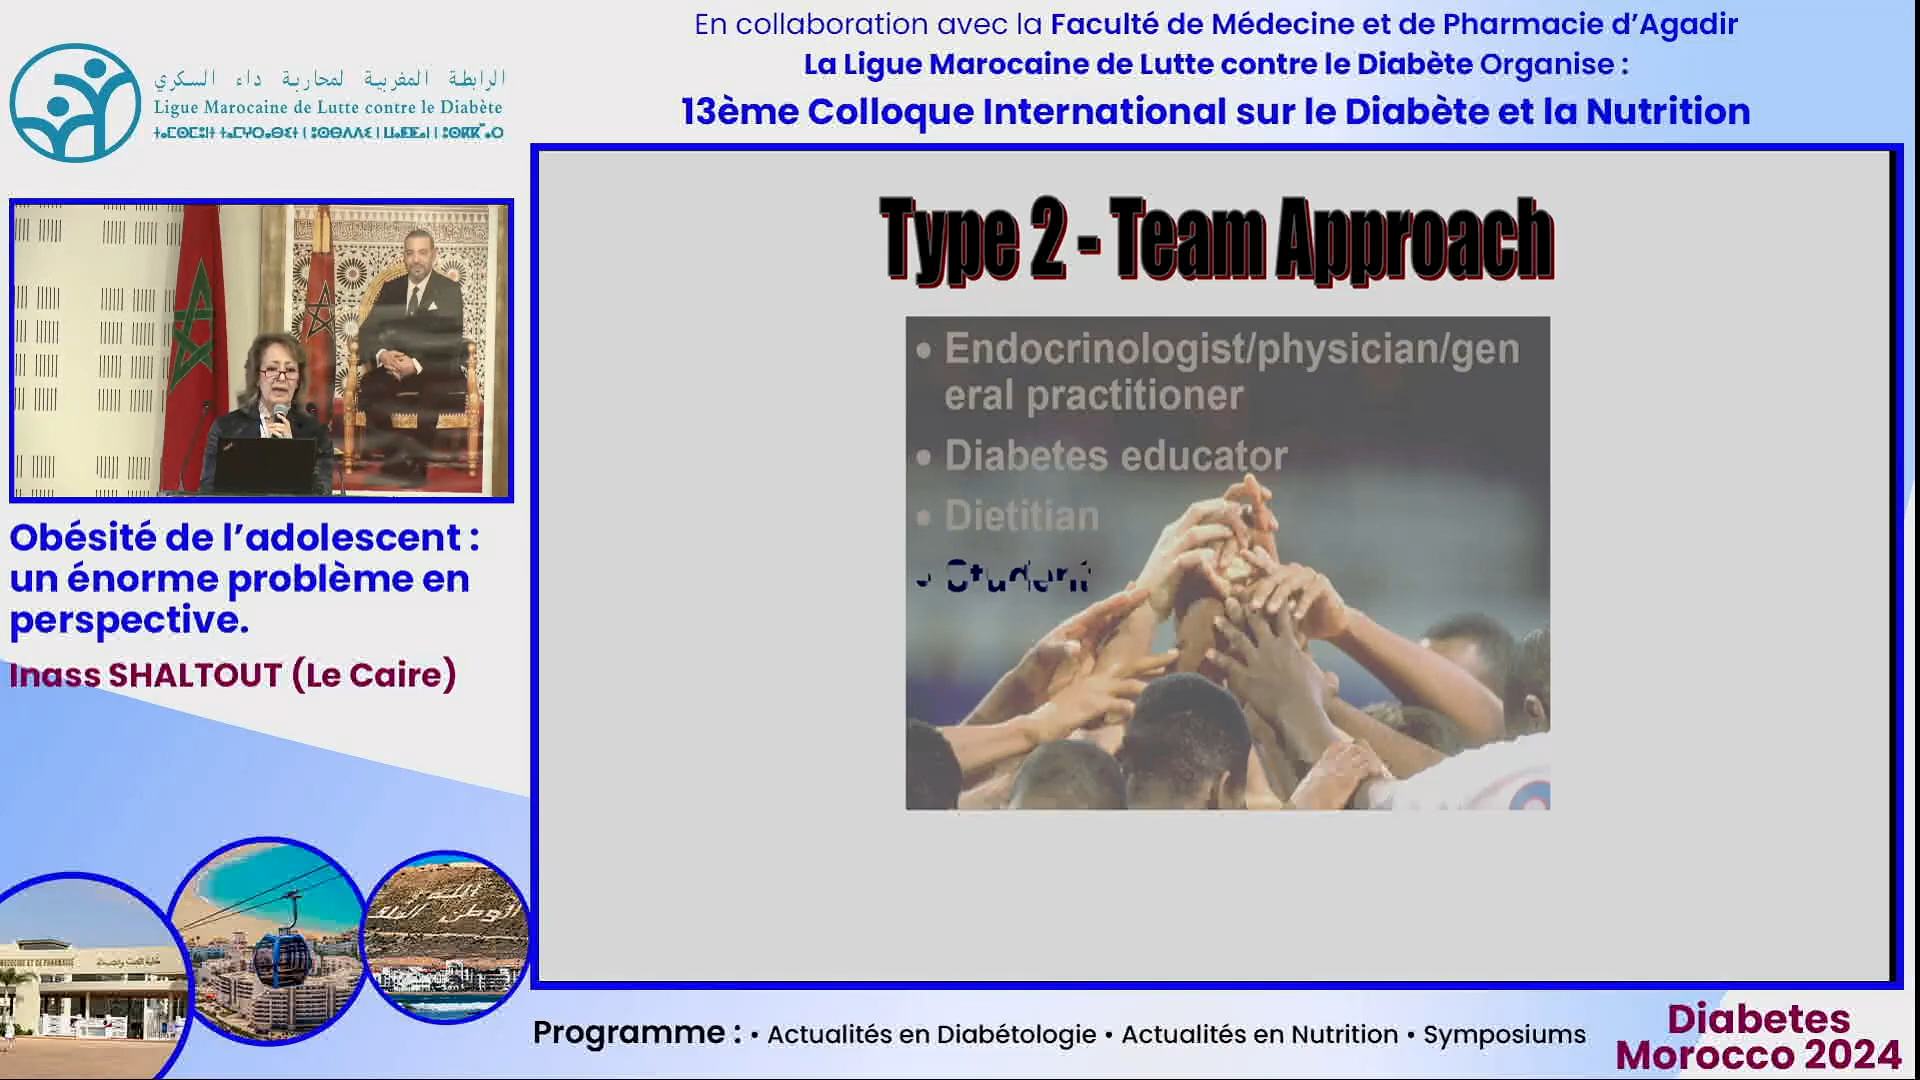 En collaboration avec la Faculté de Médecine et de Pharmacie d’Agadir
La Ligue Marocaine de Lutte contre le Diabète Organise :
13ème Colloque International sur le Diabète et la Nutrition
الرابطة المغربية لمحاربة داء السكري
Ligue Marocaine de Lutte contre le Diabète
Obésité de l’adolescent :
un énorme problème en
perspective.
Inass SHALTOUT (Le Caire)
Type 2 - Team Approach
• Endocrinologist/physician/gen
eral practitioner
• Diabetes educator
• Dietitian
• Student
الله
الوطن الملك
Programme : • Actualités en Diabétologie • Actualités en Nutrition • Symposiums
Diabetes
Morocco 2024